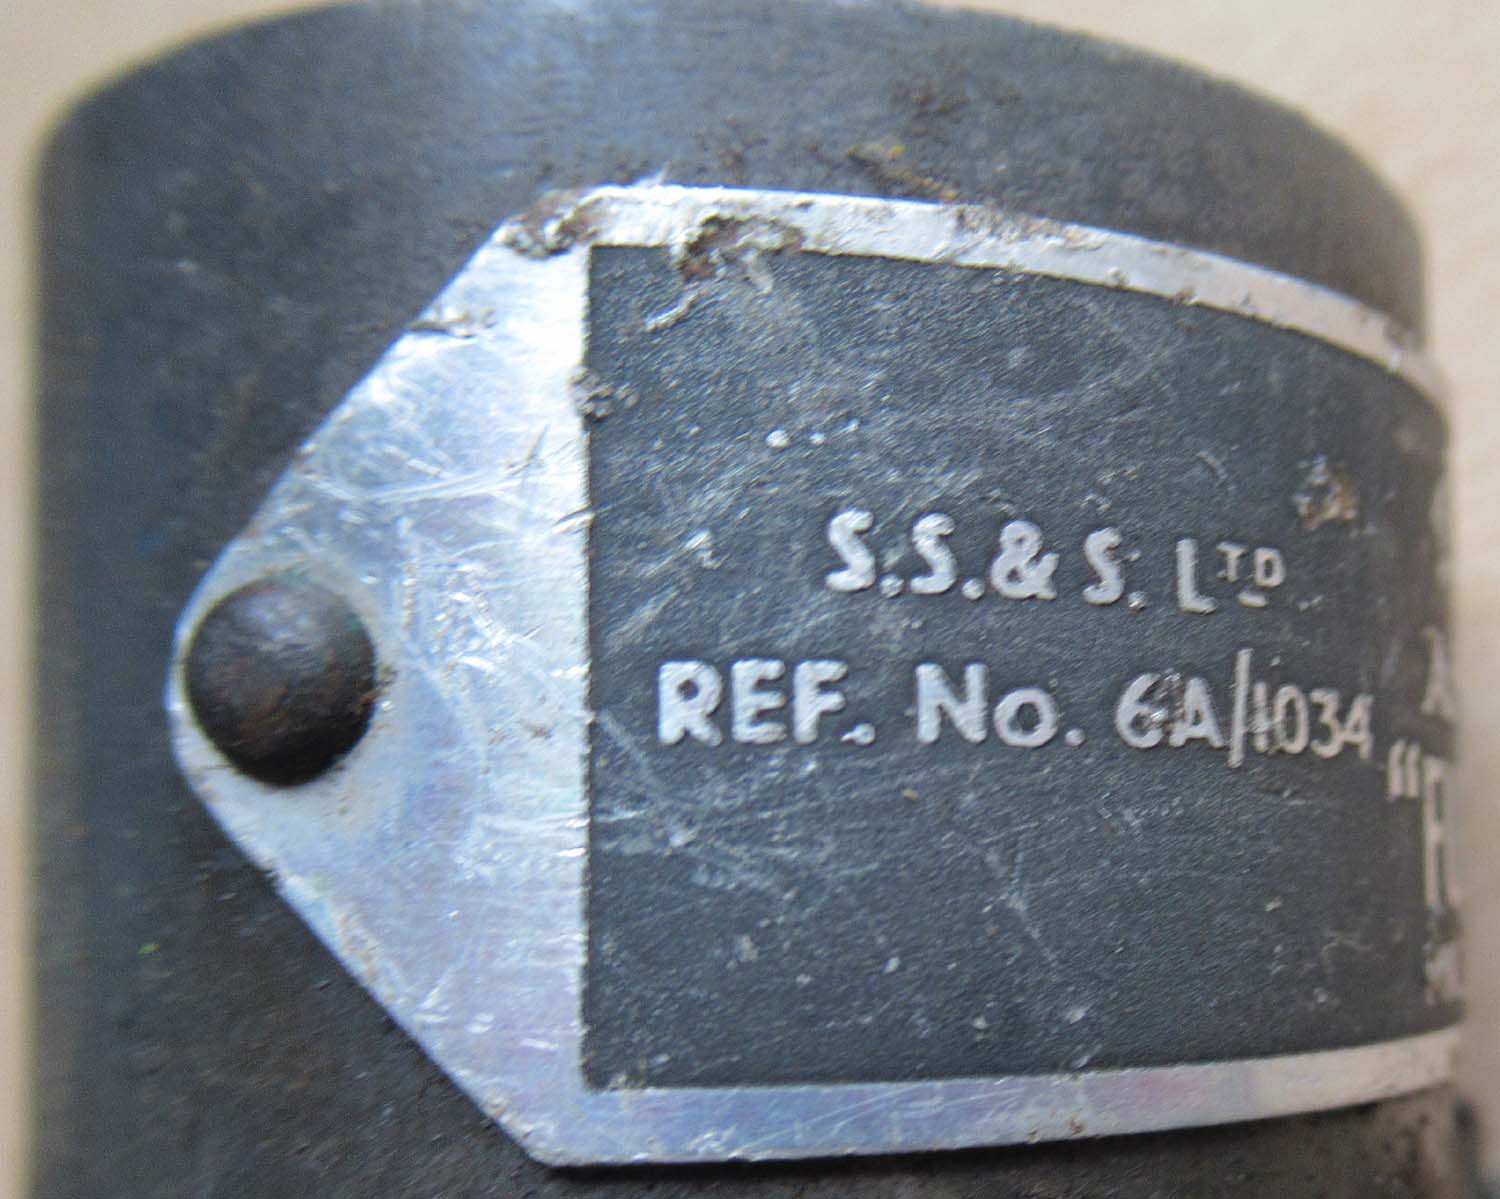 S.S.& S. LTD
REF. No. 6A/1034